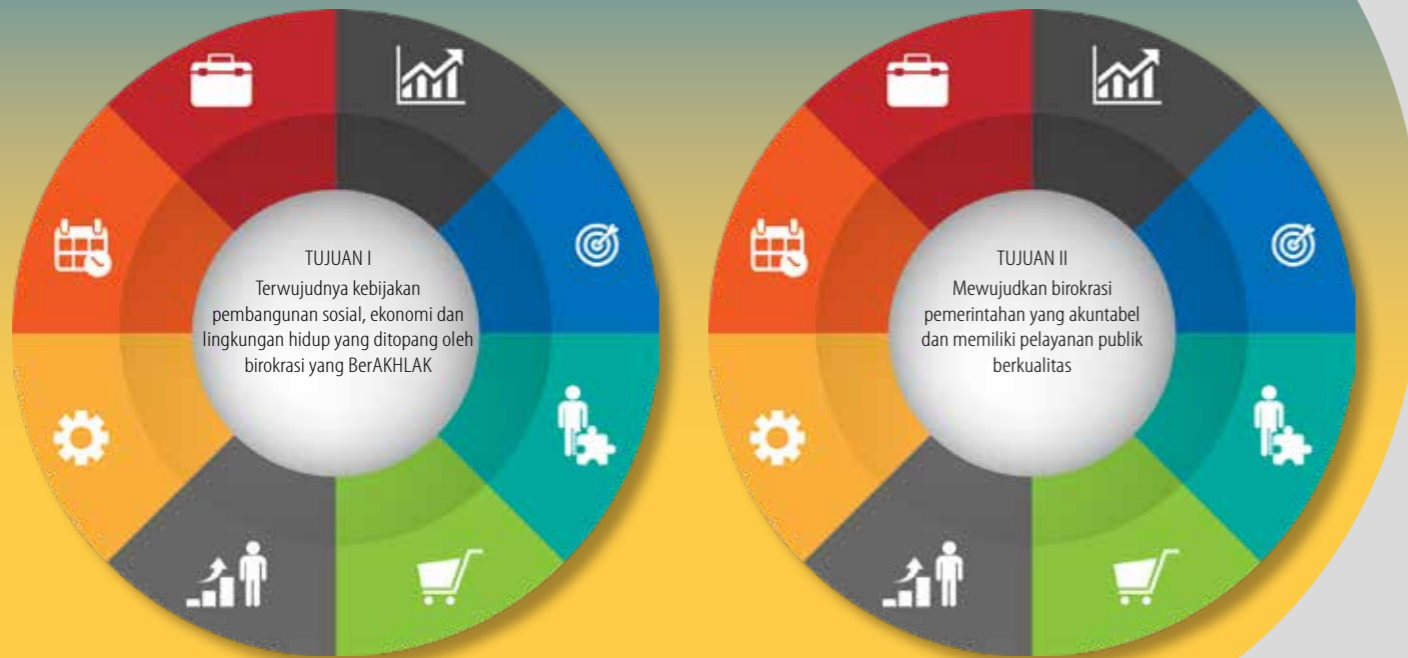 TUJUAN I
Terwujudnya kebijakan
pembangunan sosial, ekonomi dan
lingkungan hidup yang ditopang oleh
birokrasi yang BerAKHLAK
TUJUAN II
Mewujudkan birokrasi
pemerintahan yang akuntabel
dan memiliki pelayanan publik
berkualitas